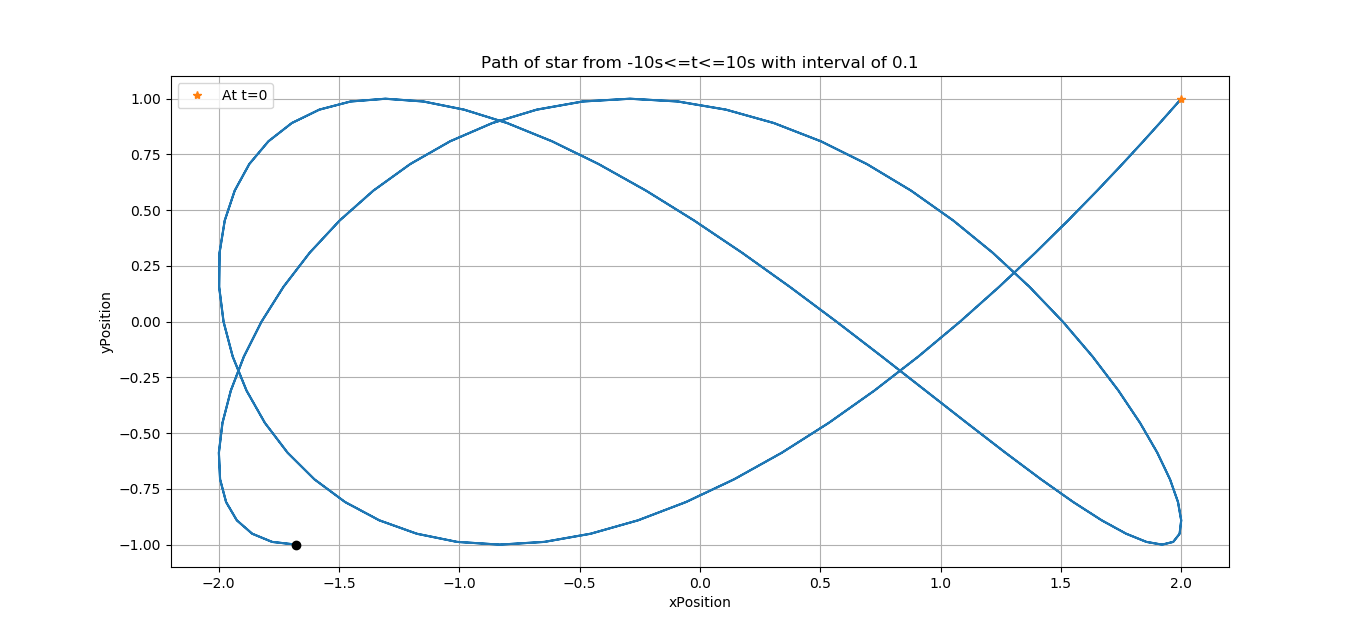 Path of star from -10s<=t<=10s with interval of 0.1
At t=0
1.00
0.75
0.50
0.25
0.00
−0.25
−0.50
−0.75
−1.00
yPosition
−2.0 −1.5 −1.0 −0.5 0.0 0.5 1.0 1.5 2.0
xPosition